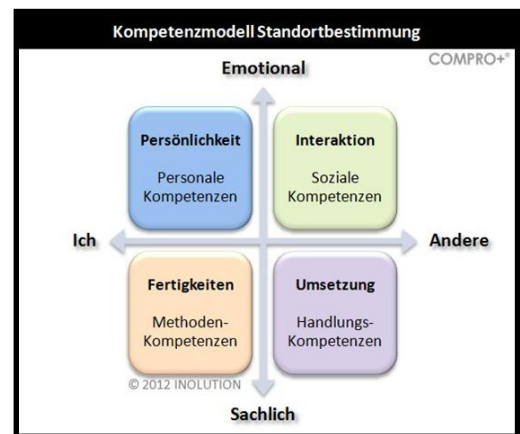 Kompetenzmodell Standortbestimmung
COMPRO+®
Emotional
Persönlichkeit
Personale
Kompetenzen
Interaktion
Soziale
Kompetenzen
Ich
Andere
Fertigkeiten
Methoden-
Kompetenzen
Umsetzung
Handlungs-
Kompetenzen
© 2012 INOLUTION
Sachlich